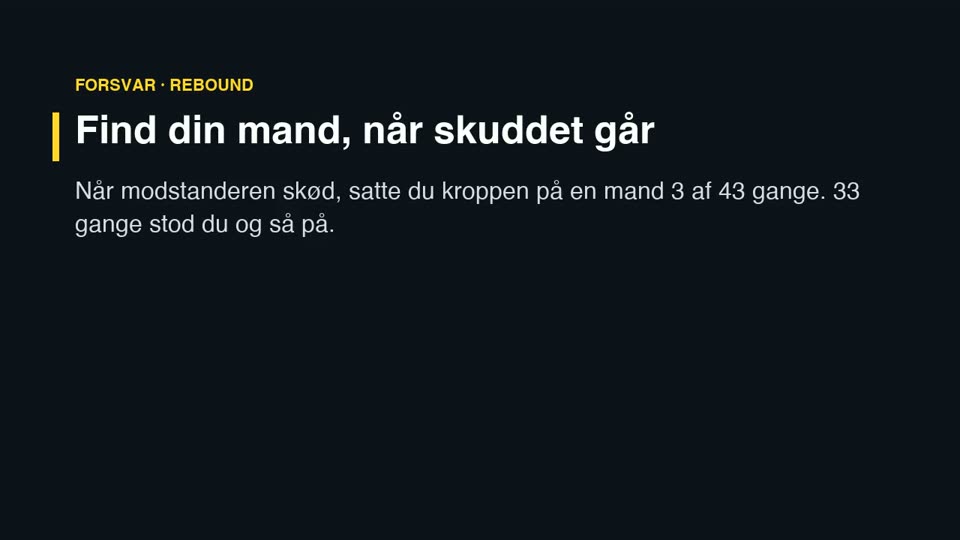 FORSVAR · REBOUND
Find din mand, når skuddet går
Når modstanderen skød, satte du kroppen på en mand 3 af 43 gange. 33
gange stod du og så på.